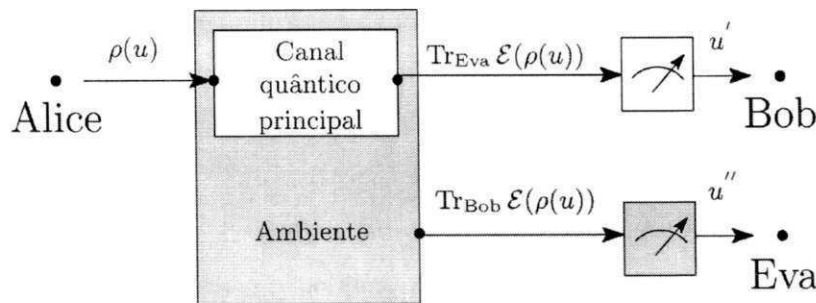 Alice
ρ(u)
Canal
quântico
principal
Tr_Eva ℰ(ρ(u))
u′
Bob
Ambiente
Tr_Bob ℰ(ρ(u))
u″
Eva